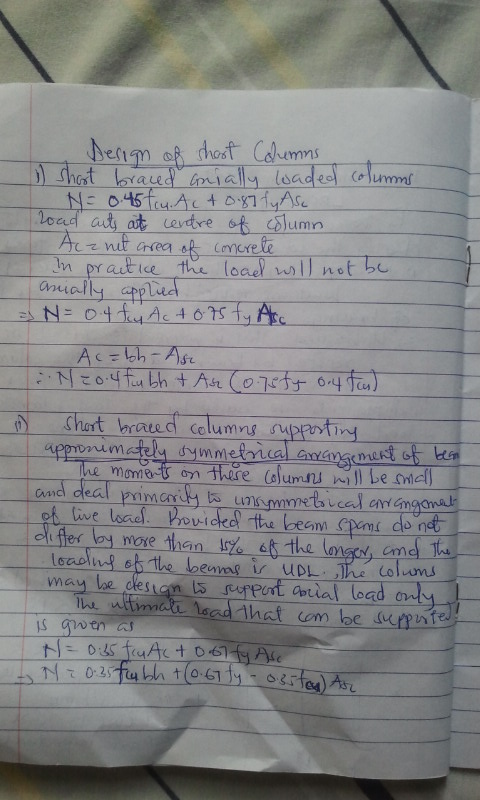 Design of short Columns
i) short braced axially loaded columns
N = 0.45fcu Ac + 0.87 fy Asc
Load acts at centre of column
Ac = net area of concrete
In practice the load will not be
axially applied
=> N = 0.4 fcu Ac + 0.75 fy Asc
Ac = bh - Asc
∴ N = 0.4 fcu bh + Asc (0.75fy - 0.4 fcu)
ii) short braced columns supporting
approximately symmetrical arrangement of beam
The moments on these columns will be small
and deal primarily to unsymmetrical arrangement
of live load. Provided the beam spans do not
differ by more than 15% of the longer, and the
loading of the beams is UDL. The colums
may be design to support axial load only
The ultimate load that can be supported
is given as
N = 0.35 fcu Ac + 0.67 fy Asc
=> N = 0.35 fcu bh + (0.67 fy - 0.35 fcu) Asc